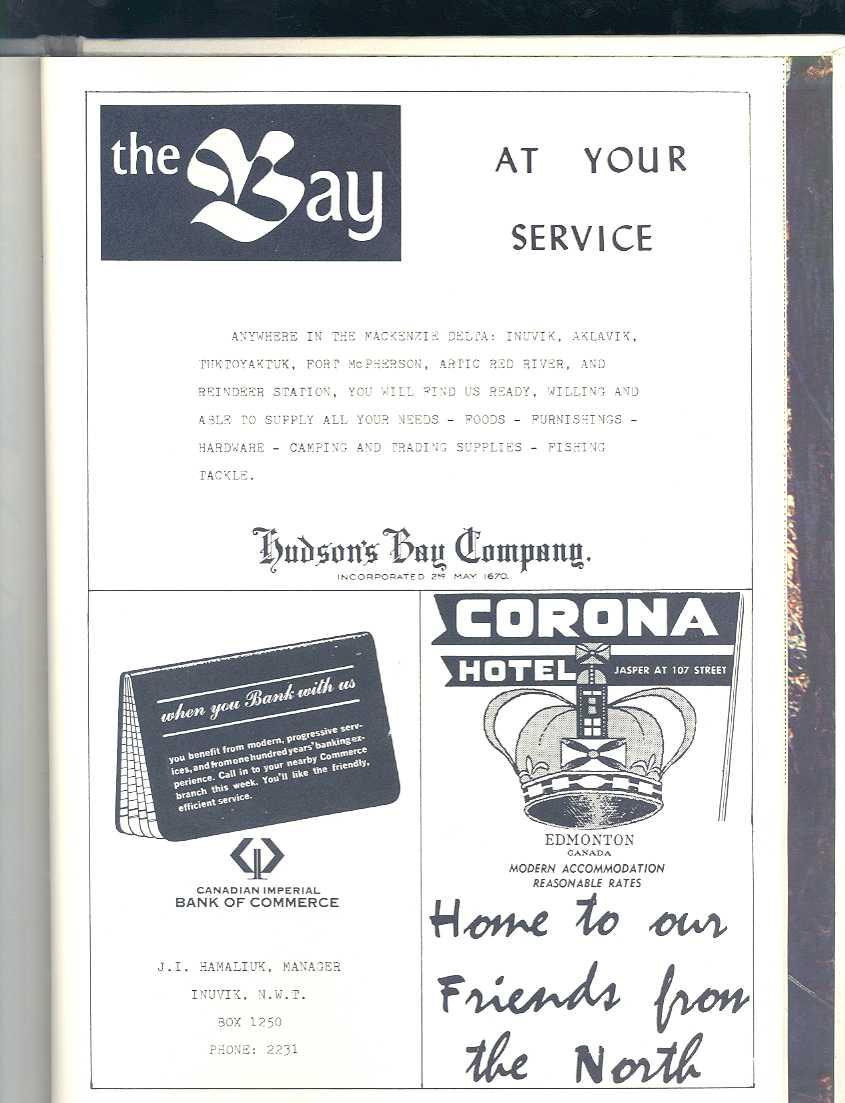 the Bay
AT YOUR
SERVICE
ANYWHERE IN THE MACKENZIE DELTA: INUVIK, AKLAVIK,
TUKTOYAKTUK, FORT McPHERSON, ARTIC RED RIVER, AND
REINDEER STATION, YOU WILL FIND US READY, WILLING AND
ABLE TO SUPPLY ALL YOUR NEEDS - FOODS - FURNISHINGS -
HARDWARE - CAMPING AND TRADING SUPPLIES - FISHING
TACKLE.
Hudson's Bay Company.
INCORPORATED 2ND MAY 1670.
when you Bank with us
you benefit from modern, progressive serv-
ices, and from one hundred years' banking ex-
perience. Call in to your nearby Commerce
branch this week. You'll like the friendly,
efficient service.
CANADIAN IMPERIAL
BANK OF COMMERCE
J.I. HAMALIUK, MANAGER
INUVIK, N.W.T.
BOX 1250
PHONE: 2231
CORONA
HOTEL
JASPER AT 107 STREET
EDMONTON
CANADA
MODERN ACCOMMODATION
REASONABLE RATES
Home to our
Friends from
the North